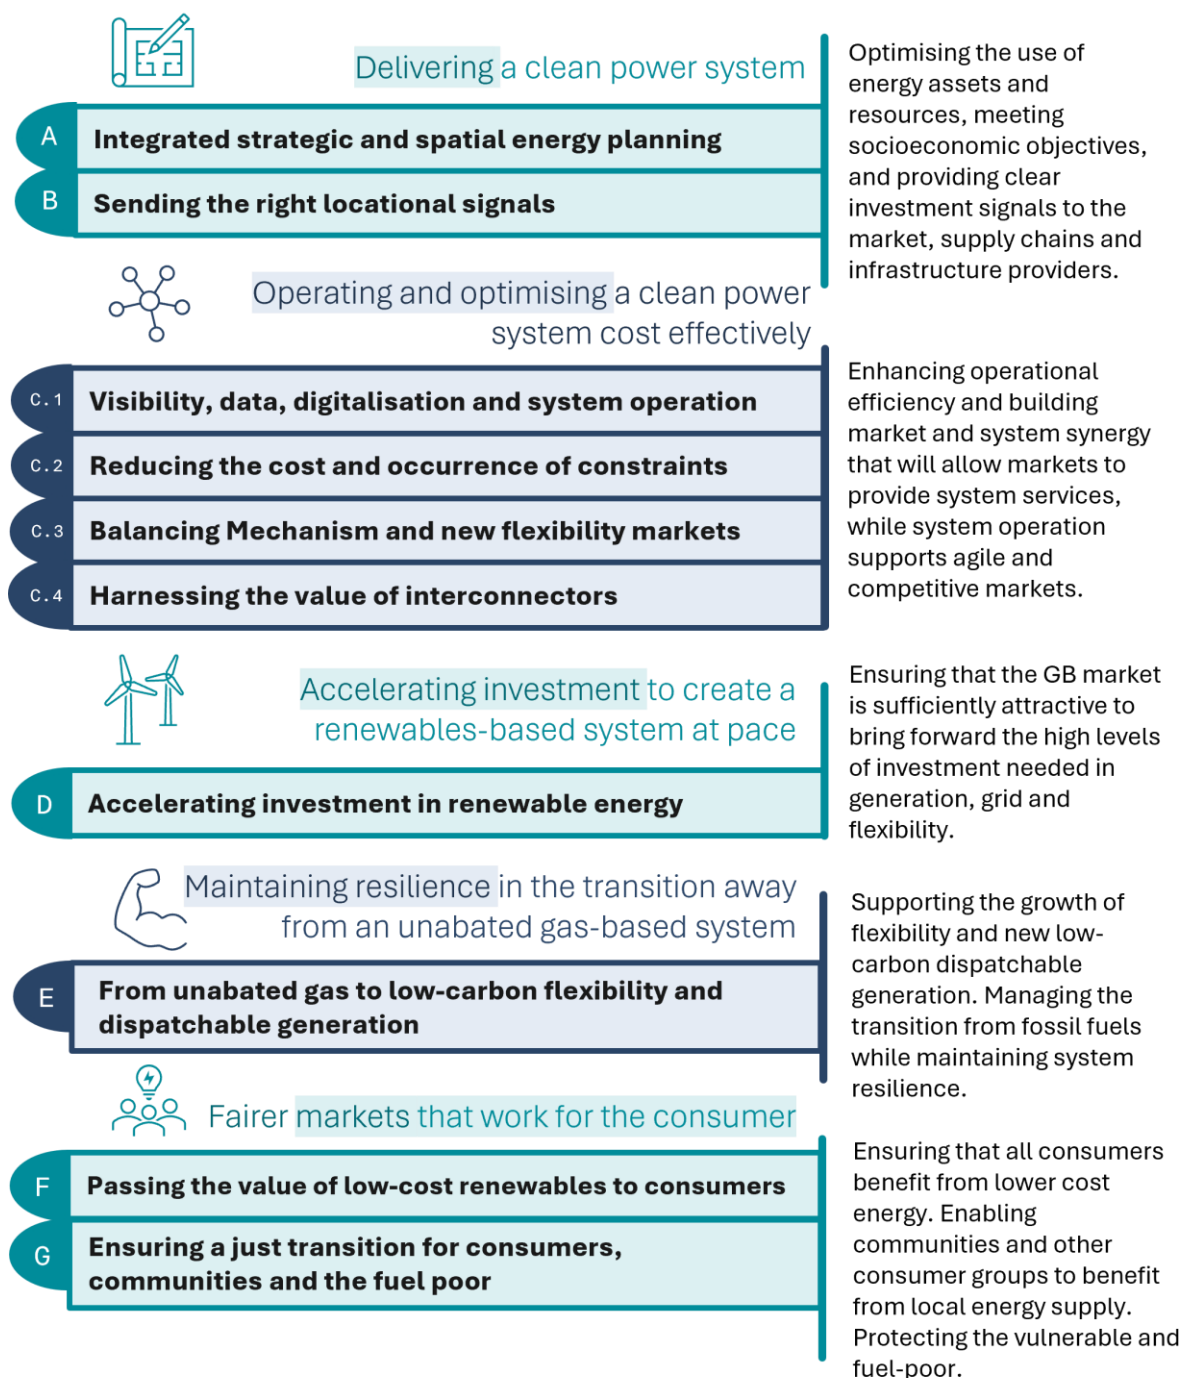 Delivering a clean power system
A
Integrated strategic and spatial energy planning
B
Sending the right locational signals
Optimising the use of
energy assets and
resources, meeting
socioeconomic objectives,
and providing clear
investment signals to the
market, supply chains and
infrastructure providers.
Operating and optimising a clean power
system cost effectively
C.1
Visibility, data, digitalisation and system operation
C.2
Reducing the cost and occurrence of constraints
C.3
Balancing Mechanism and new flexibility markets
C.4
Harnessing the value of interconnectors
Enhancing operational
efficiency and building
market and system synergy
that will allow markets to
provide system services,
while system operation
supports agile and
competitive markets.
Accelerating investment to create a
renewables-based system at pace
D
Accelerating investment in renewable energy
Ensuring that the GB market
is sufficiently attractive to
bring forward the high levels
of investment needed in
generation, grid and
flexibility.
Maintaining resilience in the transition away
from an unabated gas-based system
E
From unabated gas to low-carbon flexibility and
dispatchable generation
Supporting the growth of
flexibility and new low-
carbon dispatchable
generation. Managing the
transition from fossil fuels
while maintaining system
resilience.
Fairer markets that work for the consumer
F
Passing the value of low-cost renewables to consumers
G
Ensuring a just transition for consumers,
communities and the fuel poor
Ensuring that all consumers
benefit from lower cost
energy. Enabling
communities and other
consumer groups to benefit
from local energy supply.
Protecting the vulnerable and
fuel-poor.